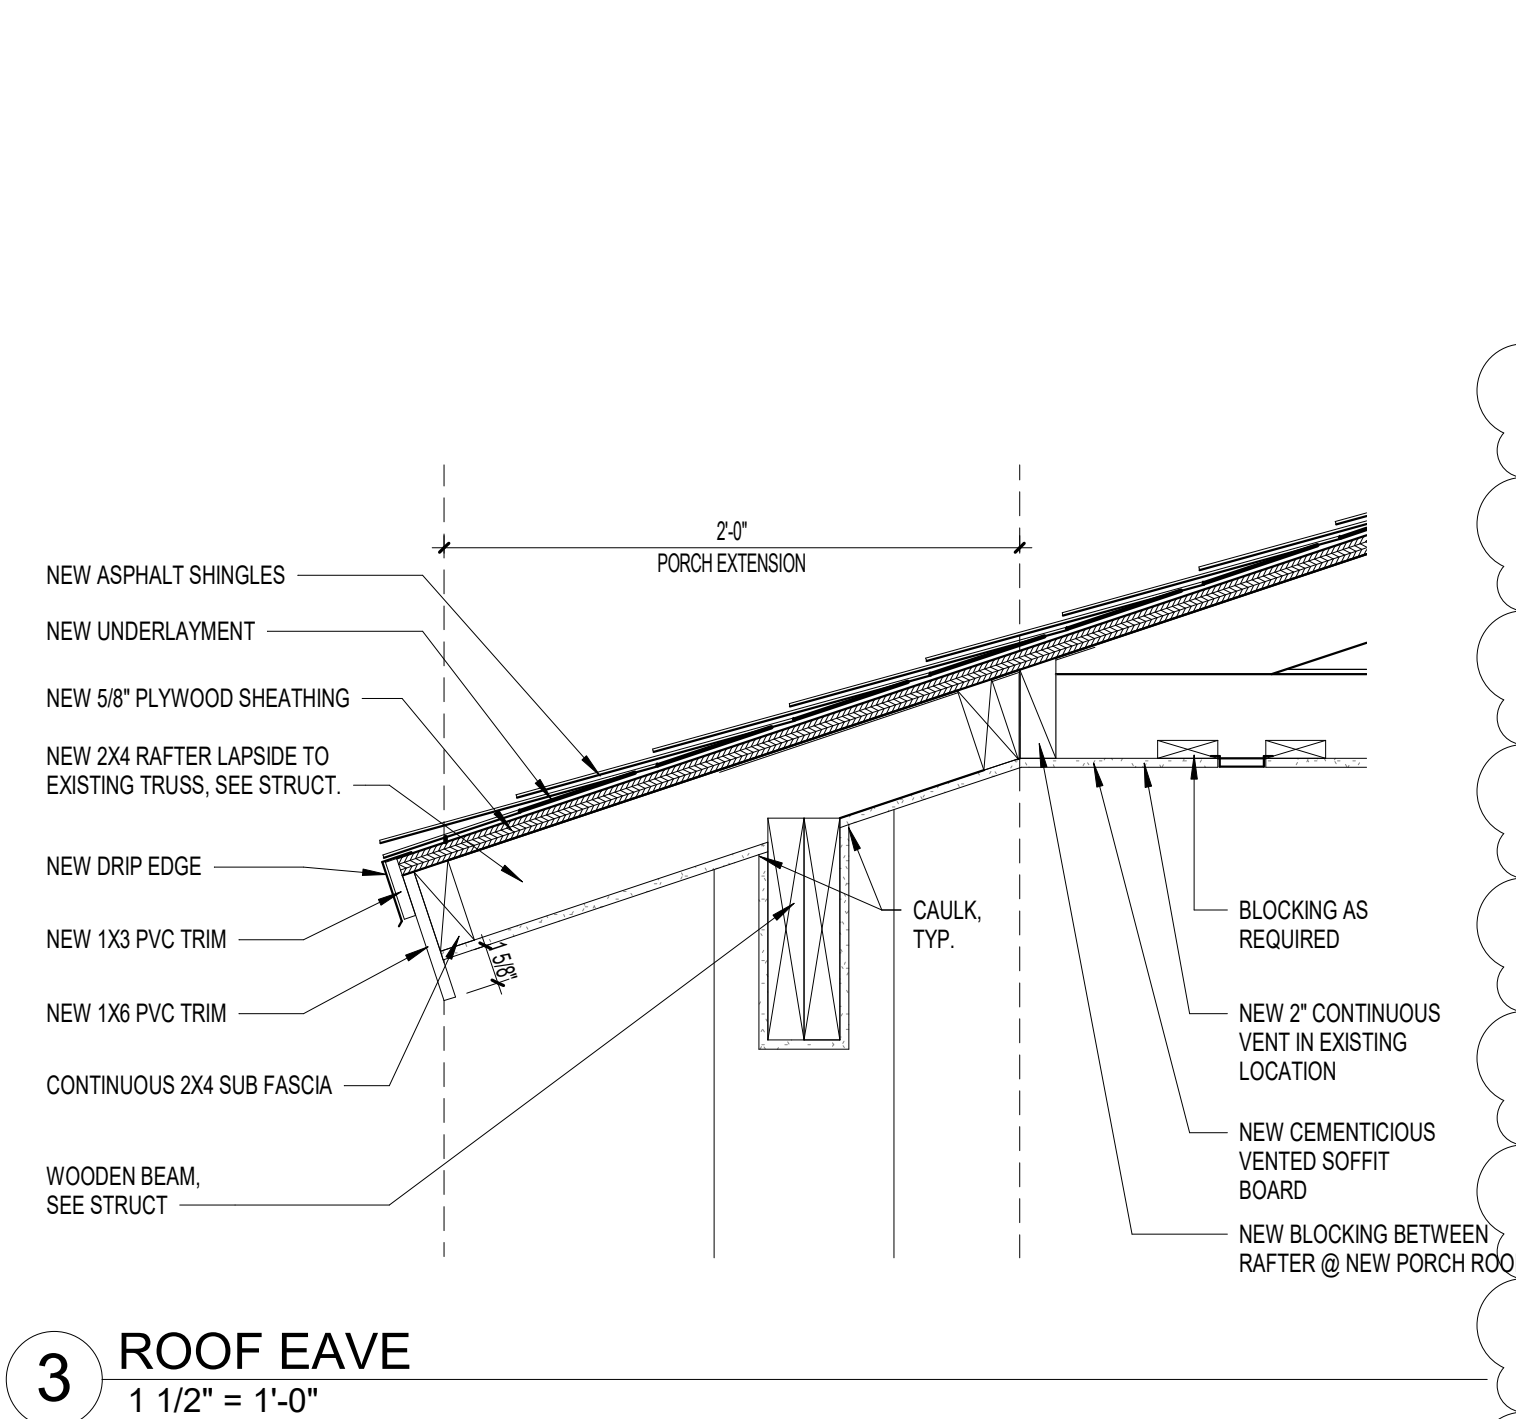 2'-0"
PORCH EXTENSION
NEW ASPHALT SHINGLES
NEW UNDERLAYMENT
NEW 5/8" PLYWOOD SHEATHING
NEW 2X4 RAFTER LAPSIDE TO
EXISTING TRUSS, SEE STRUCT.
NEW DRIP EDGE
NEW 1X3 PVC TRIM
NEW 1X6 PVC TRIM
CONTINUOUS 2X4 SUB FASCIA
WOODEN BEAM,
SEE STRUCT
1 5/8"
CAULK,
TYP.
BLOCKING AS
REQUIRED
NEW 2" CONTINUOUS
VENT IN EXISTING
LOCATION
NEW CEMENTICIOUS
VENTED SOFFIT
BOARD
NEW BLOCKING BETWEEN
RAFTER @ NEW PORCH ROO
3
ROOF EAVE
1 1/2" = 1'-0"